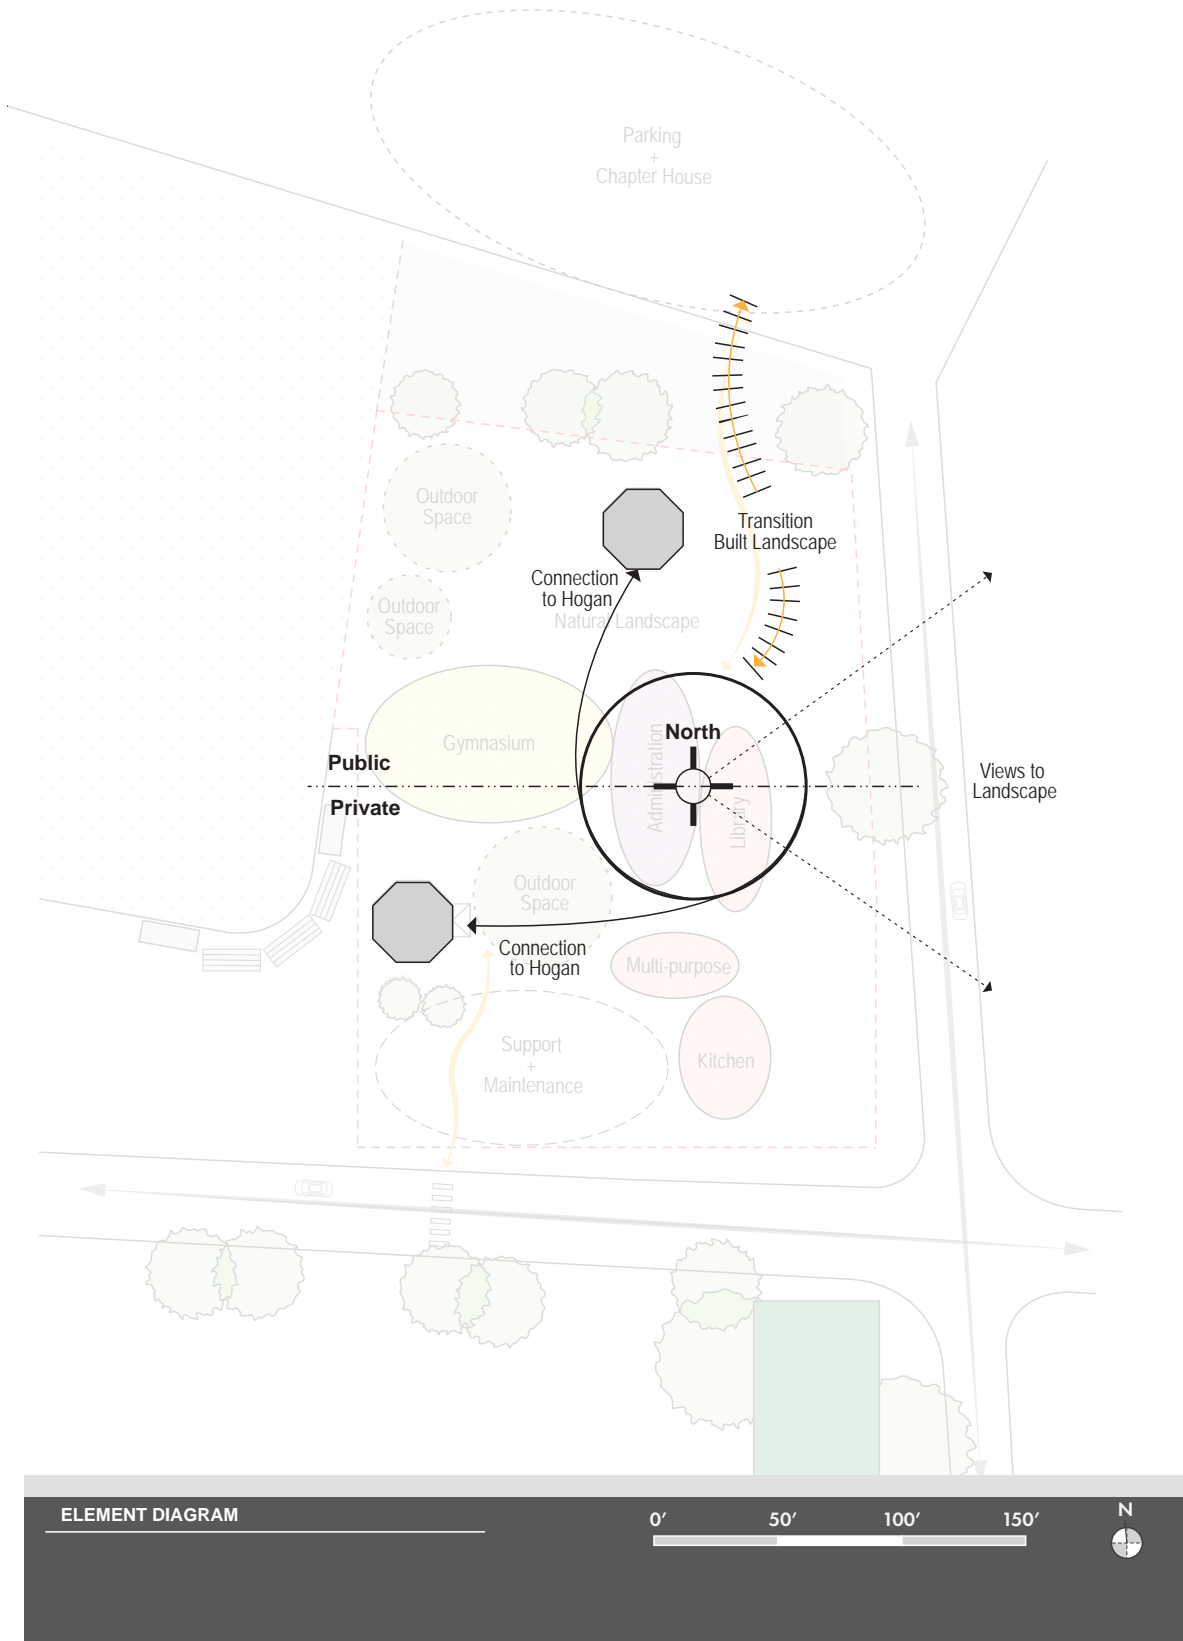 Parking
+
Chapter House
Outdoor
Space
Transition
Built Landscape
Connection
to Hogan
Outdoor
Space
Natural Landscape
North
Gymnasium
Administration
Library
Public
Private
Views to
Landscape
Outdoor
Space
Connection
to Hogan
Multi-purpose
Support
+
Maintenance
Kitchen
ELEMENT DIAGRAM
0’ 50’ 100’ 150’
N